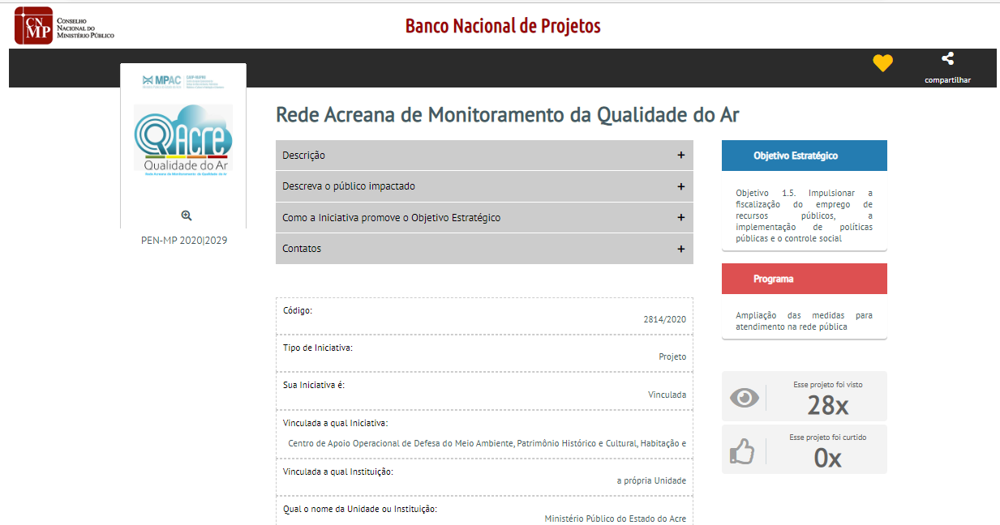 CN
MP
Conselho
Nacional do
Ministério Público
Banco Nacional de Projetos
compartilhar
MPAC
QAcre
Qualidade do Ar
Rede Acreana de Monitoramento da Qualidade do Ar
PEN-MP 2020|2029
Rede Acreana de Monitoramento da Qualidade do Ar
Descrição +
Descreva o público impactado +
Como a Iniciativa promove o Objetivo Estratégico +
Contatos +
Código:
2814/2020
Tipo de Iniciativa:
Projeto
Sua Iniciativa é:
Vinculada
Vinculada a qual Iniciativa:
Centro de Apoio Operacional de Defesa do Meio Ambiente, Patrimônio Histórico e Cultural, Habitação e
Vinculada a qual Instituição:
a própria Unidade
Qual o nome da Unidade ou Instituição:
Ministério Público do Estado do Acre
Objetivo Estratégico
Objetivo 1.5. Impulsionar a
fiscalização do emprego de
recursos públicos, a
implementação de políticas
públicas e o controle social
Programa
Ampliação das medidas para
atendimento na rede pública
Esse projeto foi visto
28x
Esse projeto foi curtido
0x